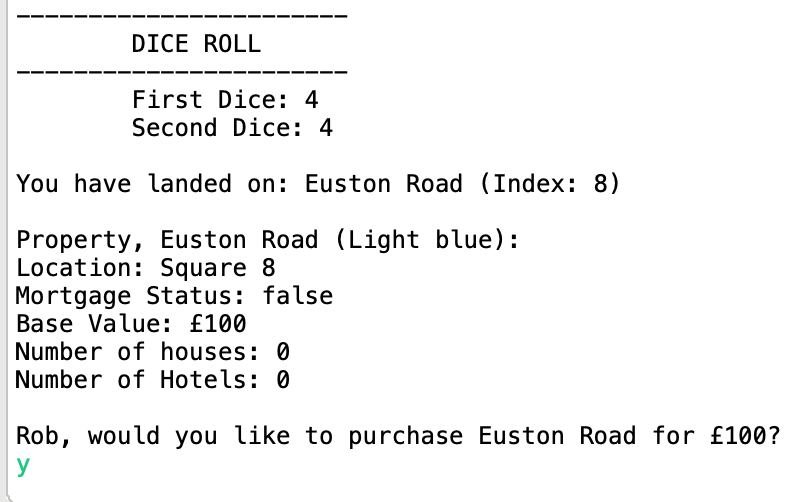 -----------------------
DICE ROLL
-----------------------
First Dice: 4
Second Dice: 4
You have landed on: Euston Road (Index: 8)
Property, Euston Road (Light blue):
Location: Square 8
Mortgage Status: false
Base Value: £100
Number of houses: 0
Number of Hotels: 0
Rob, would you like to purchase Euston Road for £100?
y